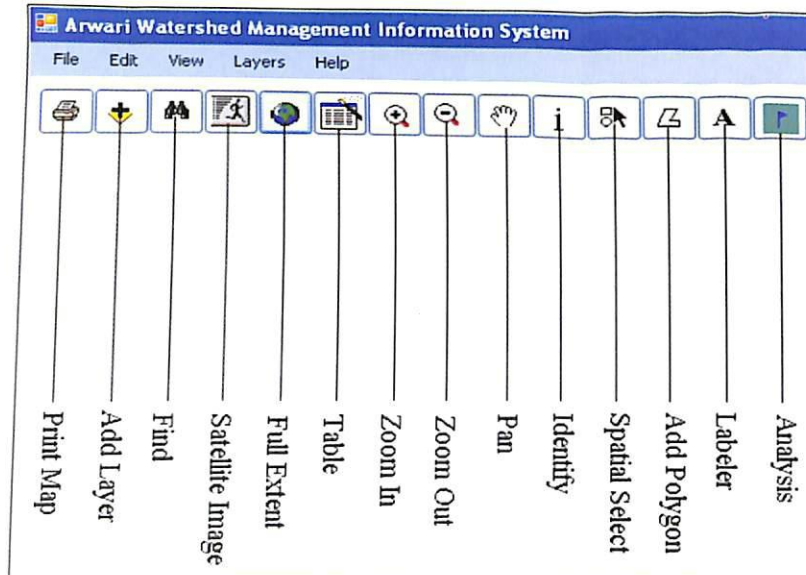 Arwari Watershed Management Information System
File Edit View Layers Help
i
A
Print Map
Add Layer
Find
Satellite Image
Full Extent
Table
Zoom In
Zoom Out
Pan
Identify
Spatial Select
Add Polygon
Labeler
Analysis